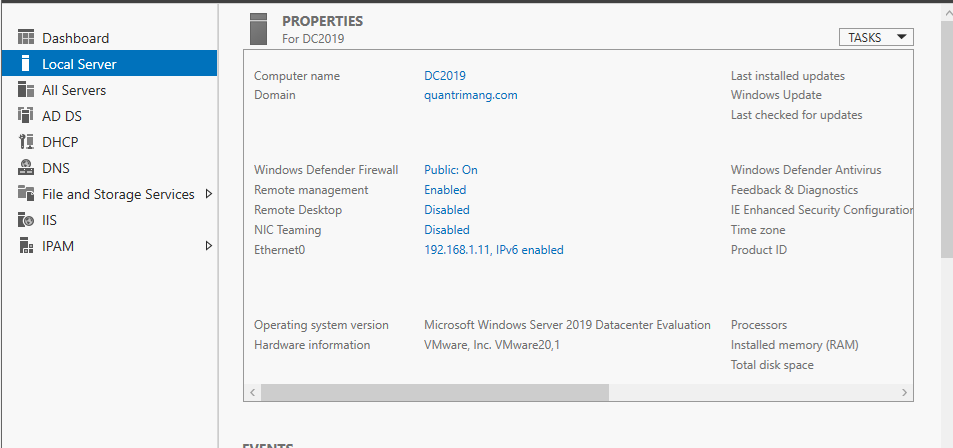 PROPERTIES
For DC2019
TASKS
Dashboard
Local Server
All Servers
AD DS
DHCP
DNS
File and Storage Services
IIS
IPAM
Computer name DC2019 Last installed updates
Domain quantrimang.com Windows Update
Last checked for updates
Windows Defender Firewall Public: On Windows Defender Antivirus
Remote management Enabled Feedback & Diagnostics
Remote Desktop Disabled IE Enhanced Security Configuration
NIC Teaming Disabled Time zone
Ethernet0 192.168.1.11, IPv6 enabled Product ID
Operating system version Microsoft Windows Server 2019 Datacenter Evaluation Processors
Hardware information VMware, Inc. VMware20,1 Installed memory (RAM)
Total disk space
EVENTS